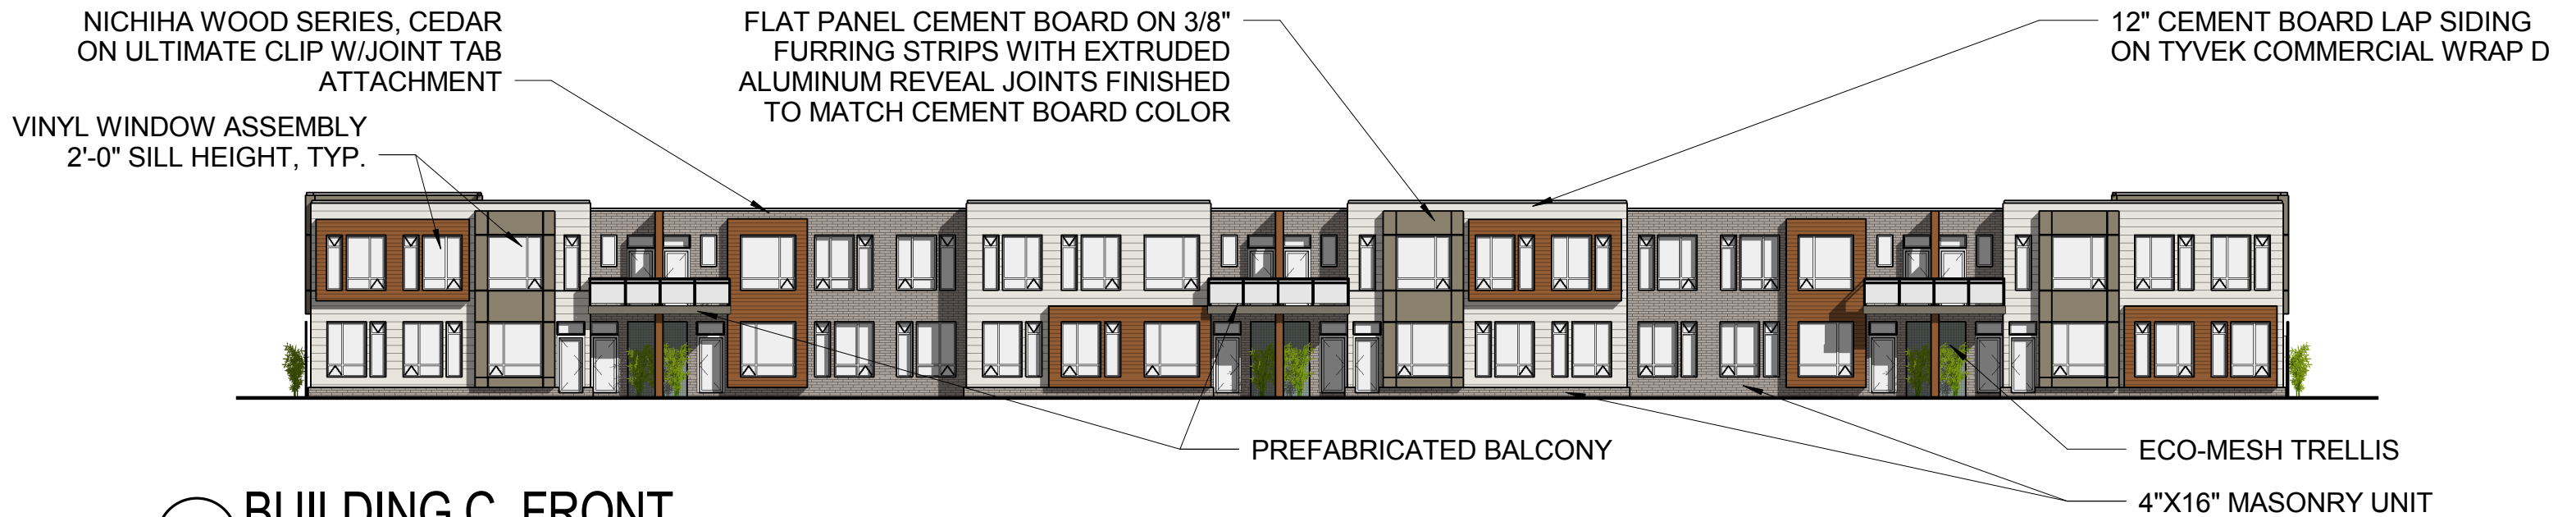 NICHIHA WOOD SERIES, CEDAR
ON ULTIMATE CLIP W/JOINT TAB
ATTACHMENT
FLAT PANEL CEMENT BOARD ON 3/8"
FURRING STRIPS WITH EXTRUDED
ALUMINUM REVEAL JOINTS FINISHED
TO MATCH CEMENT BOARD COLOR
12" CEMENT BOARD LAP SIDING
ON TYVEK COMMERCIAL WRAP D
VINYL WINDOW ASSEMBLY
2'-0" SILL HEIGHT, TYP.
PREFABRICATED BALCONY
ECO-MESH TRELLIS
4"X16" MASONRY UNIT
BUILDING C FRONT